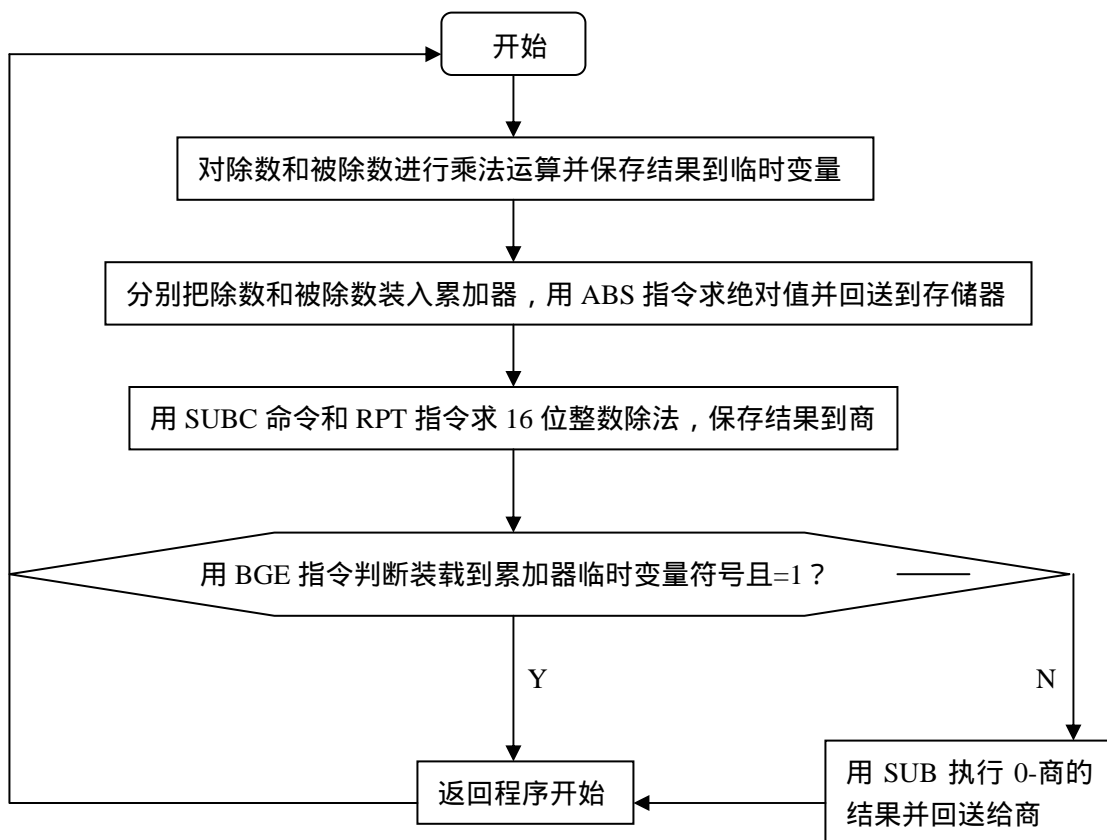 开始
对除数和被除数进行乘法运算并保存结果到临时变量
分别把除数和被除数装入累加器，用 ABS 指令求绝对值并回送到存储器
用 SUBC 命令和 RPT 指令求 16 位整数除法，保存结果到商
用 BGE 指令判断装载到累加器临时变量符号且=1？
Y
N
返回程序开始
用 SUB 执行 0-商的
结果并回送给商